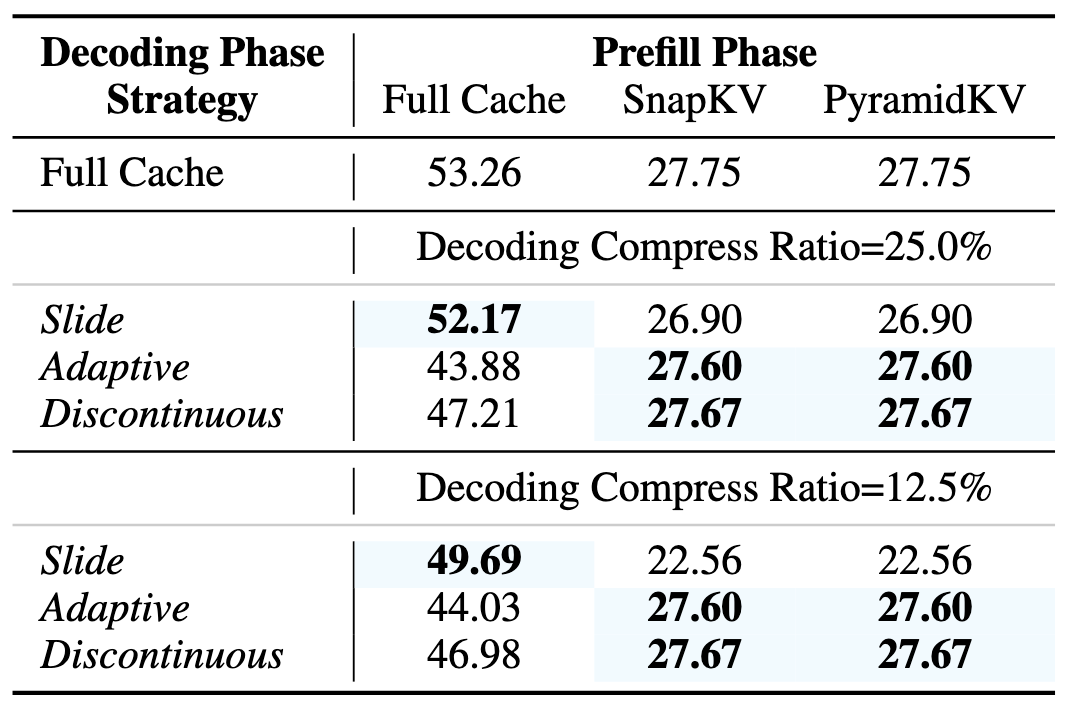 Decoding Phase Strategy Prefill Phase
Full Cache SnapKV PyramidKV
Full Cache 53.26 27.75 27.75
Decoding Compress Ratio=25.0%
Slide 52.17 26.90 26.90
Adaptive 43.88 27.60 27.60
Discontinuous 47.21 27.67 27.67
Decoding Compress Ratio=12.5%
Slide 49.69 22.56 22.56
Adaptive 44.03 27.60 27.60
Discontinuous 46.98 27.67 27.67